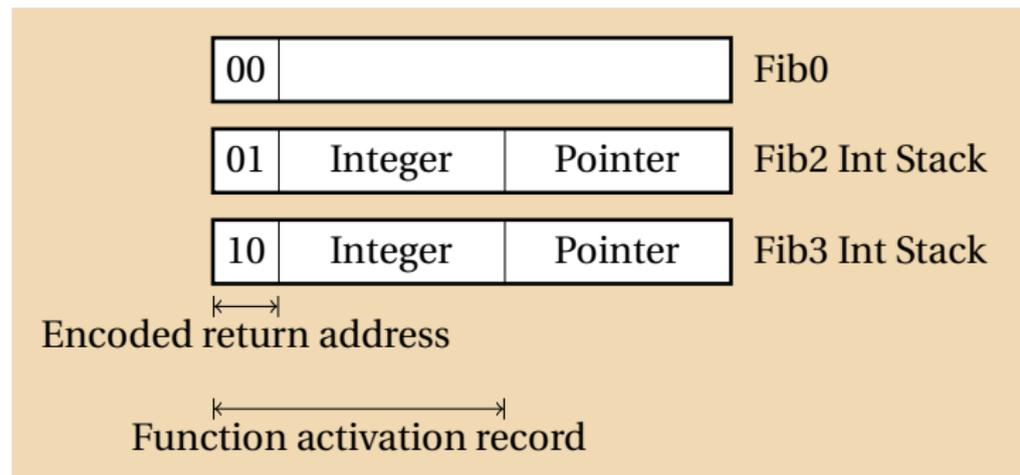 00 Fib0
01 Integer Pointer Fib2 Int Stack
10 Integer Pointer Fib3 Int Stack
Encoded return address
Function activation record